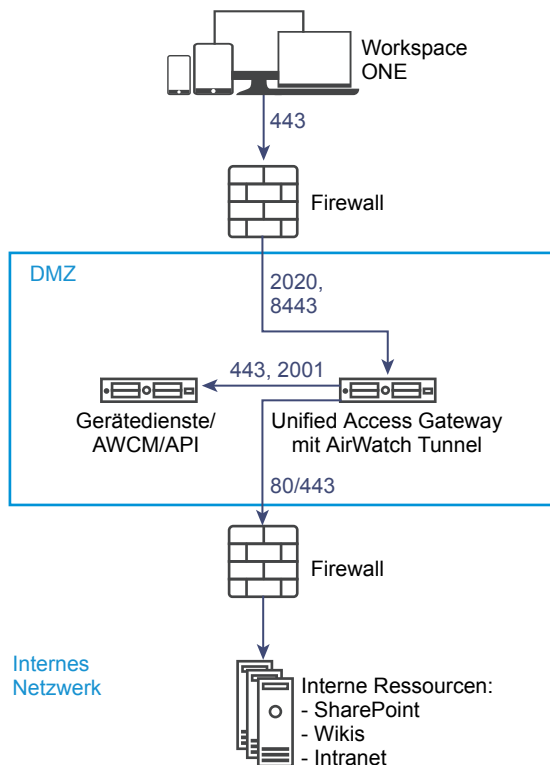 Workspace
ONE
443
Firewall
DMZ
2020,
8443
443, 2001
Gerätedienste/
AWCM/API
Unified Access Gateway
mit AirWatch Tunnel
80/443
Firewall
Internes
Netzwerk
Interne Ressourcen:
- SharePoint
- Wikis
- Intranet